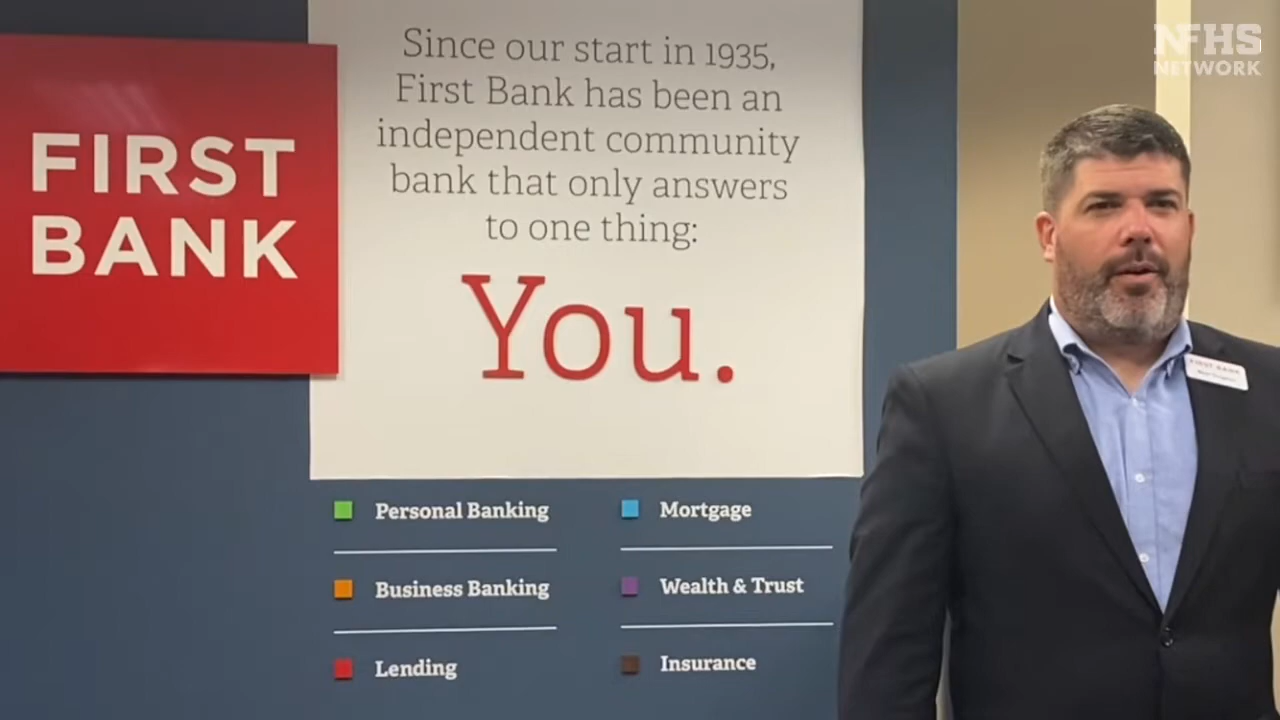 NFHS
NETWORK
FIRST
BANK
Since our start in 1935,
First Bank has been an
independent community
bank that only answers
to one thing:
You.
Personal Banking
Business Banking
Lending
Mortgage
Wealth & Trust
Insurance
FIRST BANK